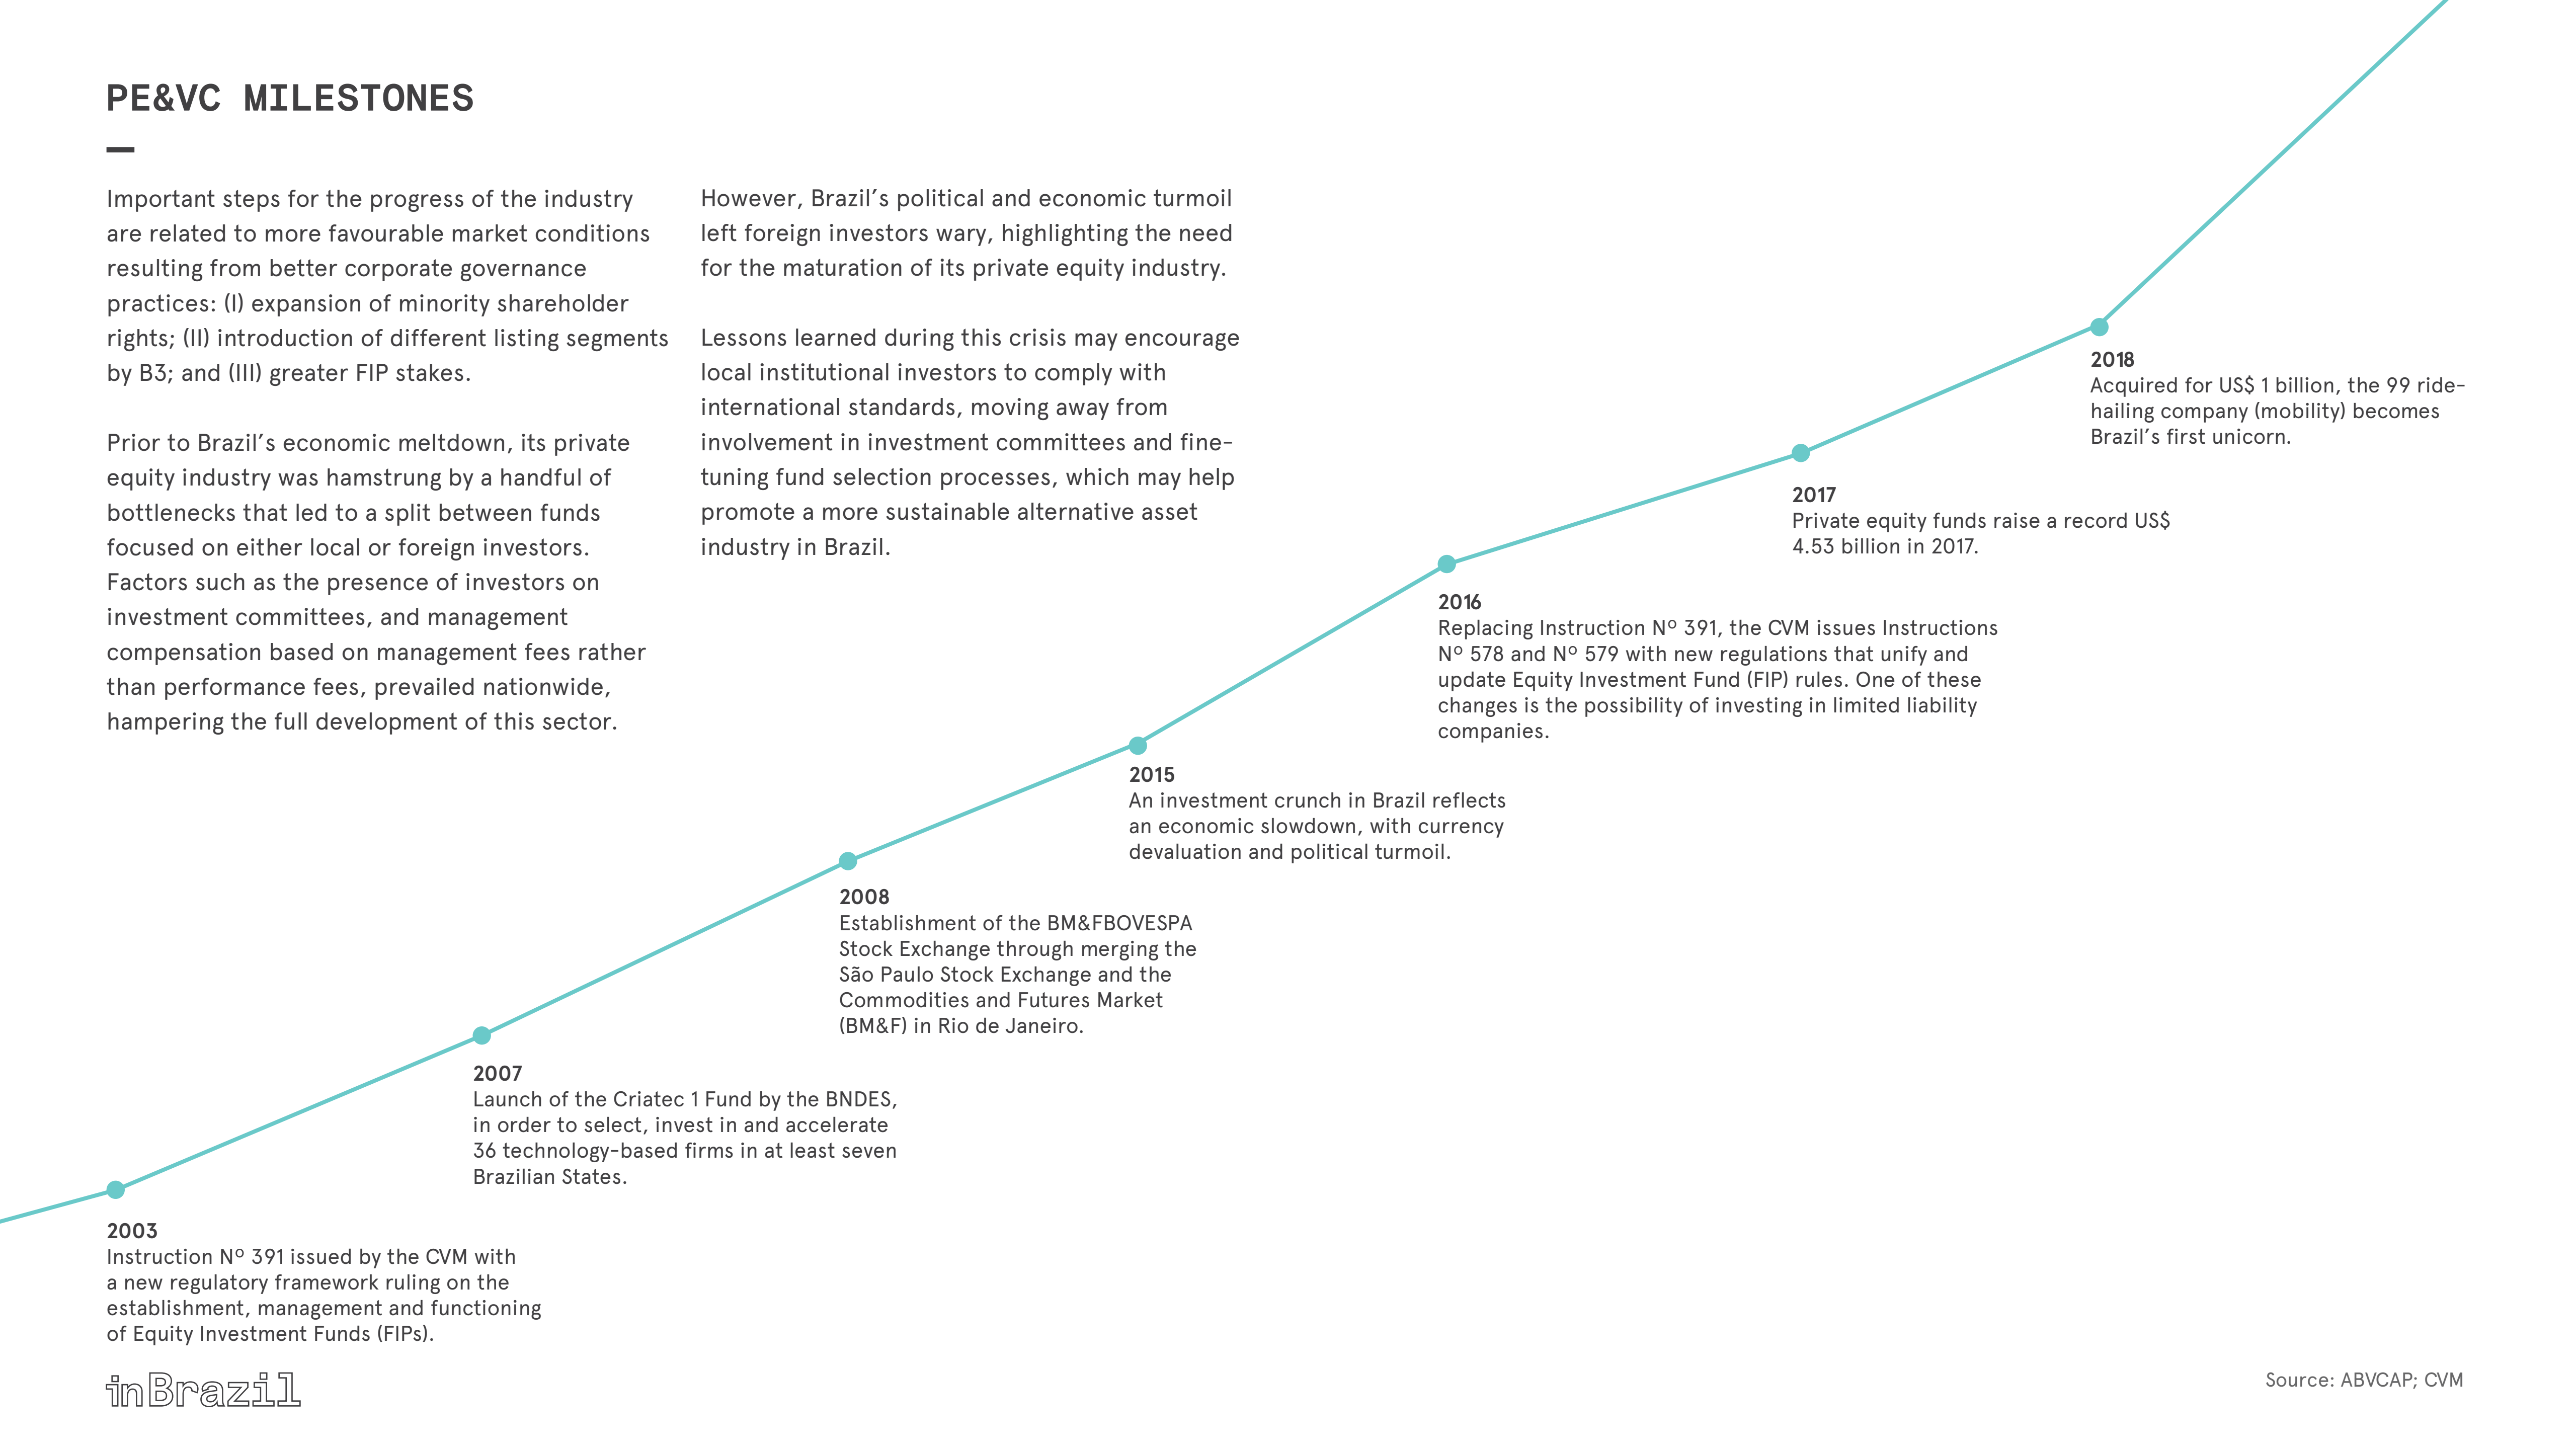 PE&VC MILESTONES
Important steps for the progress of the industry
are related to more favourable market conditions
resulting from better corporate governance
practices: (I) expansion of minority shareholder
rights; (II) introduction of different listing segments
by B3; and (III) greater FIP stakes.
Prior to Brazil’s economic meltdown, its private
equity industry was hamstrung by a handful of
bottlenecks that led to a split between funds
focused on either local or foreign investors.
Factors such as the presence of investors on
investment committees, and management
compensation based on management fees rather
than performance fees, prevailed nationwide,
hampering the full development of this sector.
However, Brazil’s political and economic turmoil
left foreign investors wary, highlighting the need
for the maturation of its private equity industry.
Lessons learned during this crisis may encourage
local institutional investors to comply with
international standards, moving away from
involvement in investment committees and fine-
tuning fund selection processes, which may help
promote a more sustainable alternative asset
industry in Brazil.
2003
Instruction Nº 391 issued by the CVM with
a new regulatory framework ruling on the
establishment, management and functioning
of Equity Investment Funds (FIPs).
2007
Launch of the Criatec 1 Fund by the BNDES,
in order to select, invest in and accelerate
36 technology-based firms in at least seven
Brazilian States.
2008
Establishment of the BM&FBOVESPA
Stock Exchange through merging the
São Paulo Stock Exchange and the
Commodities and Futures Market
(BM&F) in Rio de Janeiro.
2015
An investment crunch in Brazil reflects
an economic slowdown, with currency
devaluation and political turmoil.
2016
Replacing Instruction Nº 391, the CVM issues Instructions
Nº 578 and Nº 579 with new regulations that unify and
update Equity Investment Fund (FIP) rules. One of these
changes is the possibility of investing in limited liability
companies.
2017
Private equity funds raise a record US$
4.53 billion in 2017.
2018
Acquired for US$ 1 billion, the 99 ride-
hailing company (mobility) becomes
Brazil’s first unicorn.
inBrazil
Source: ABVCAP; CVM